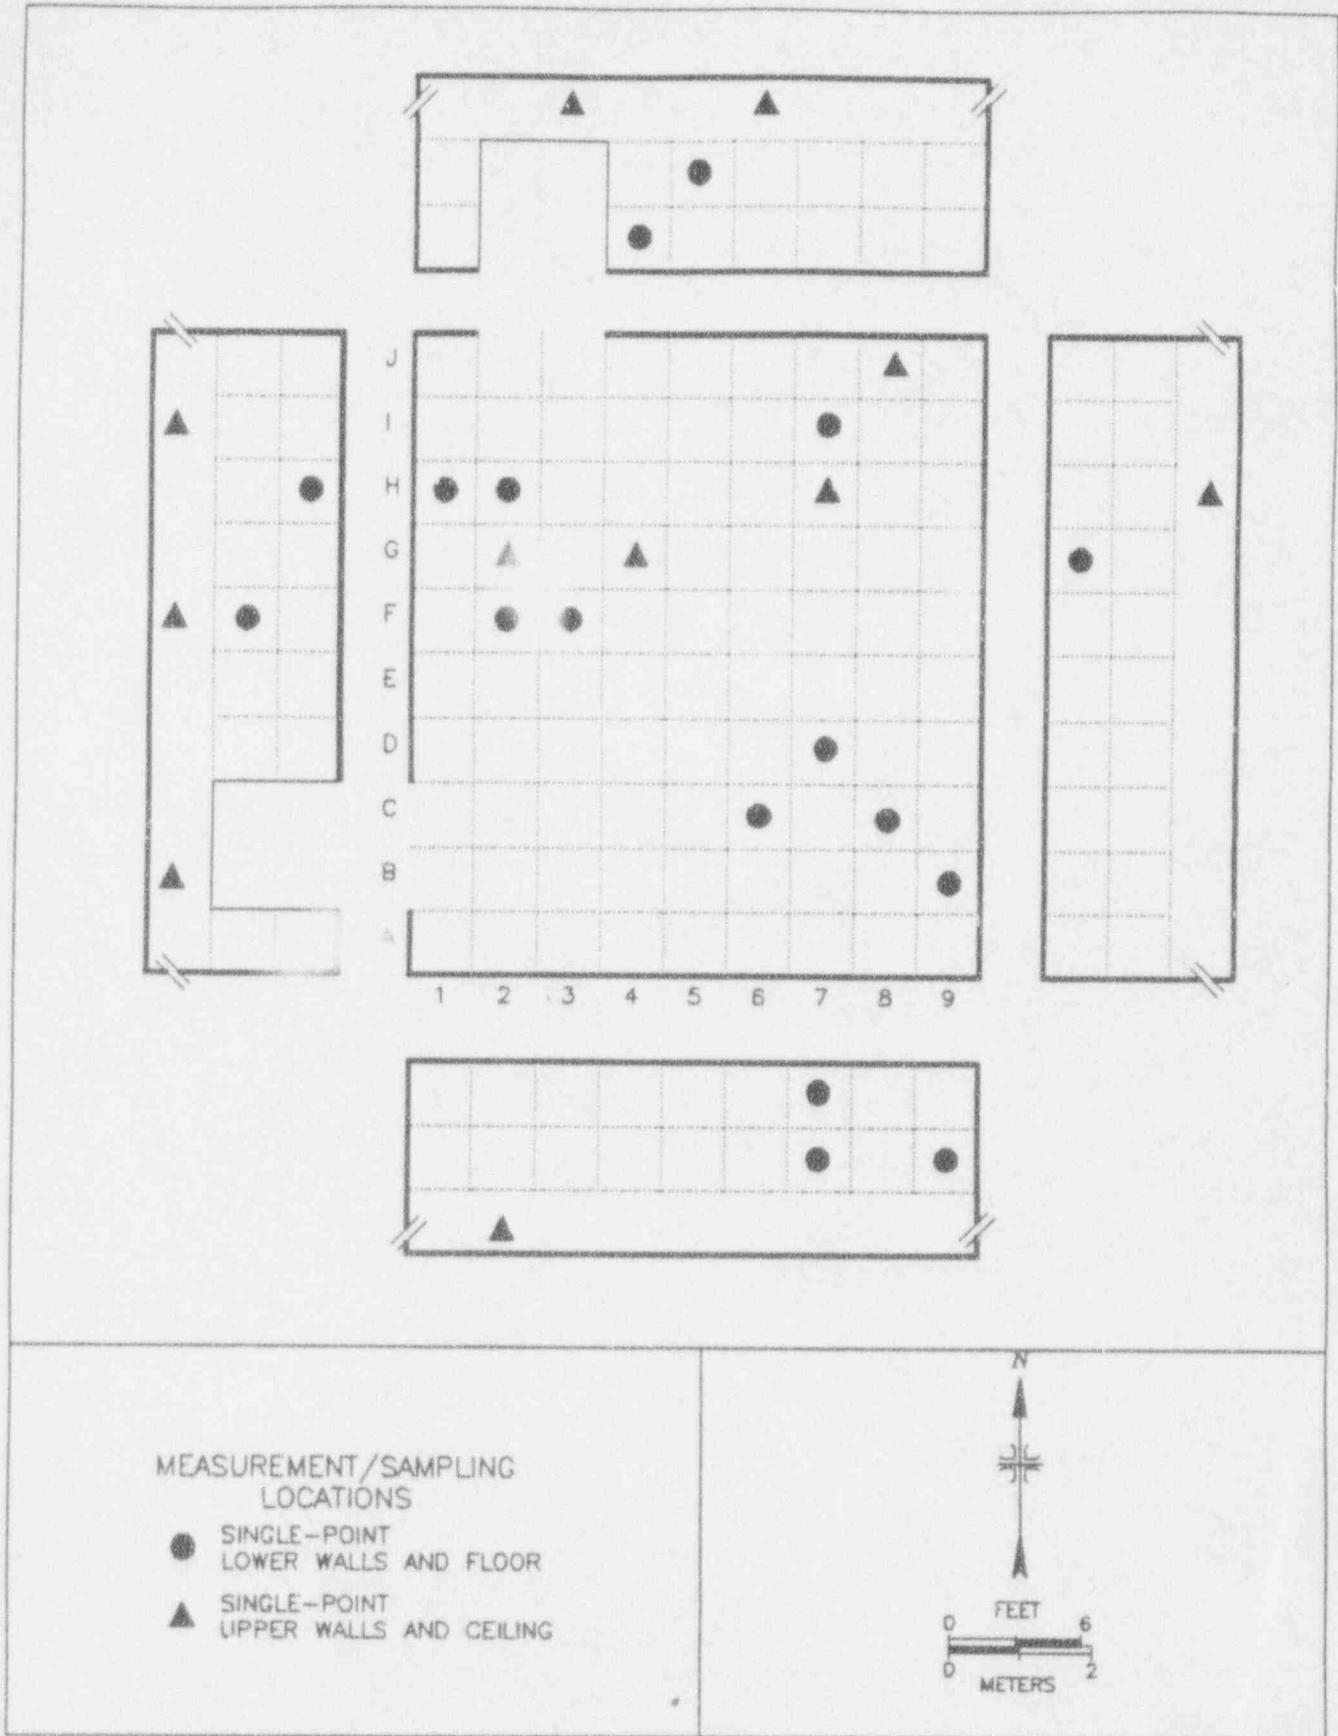 J
I
H
G
F
E
D
C
B
A
1 2 3 4 5 6 7 8 9
MEASUREMENT/SAMPLING
LOCATIONS
SINGLE-POINT
LOWER WALLS AND FLOOR
SINGLE-POINT
UPPER WALLS AND CEILING
N
FEET
0 6
0 2
METERS